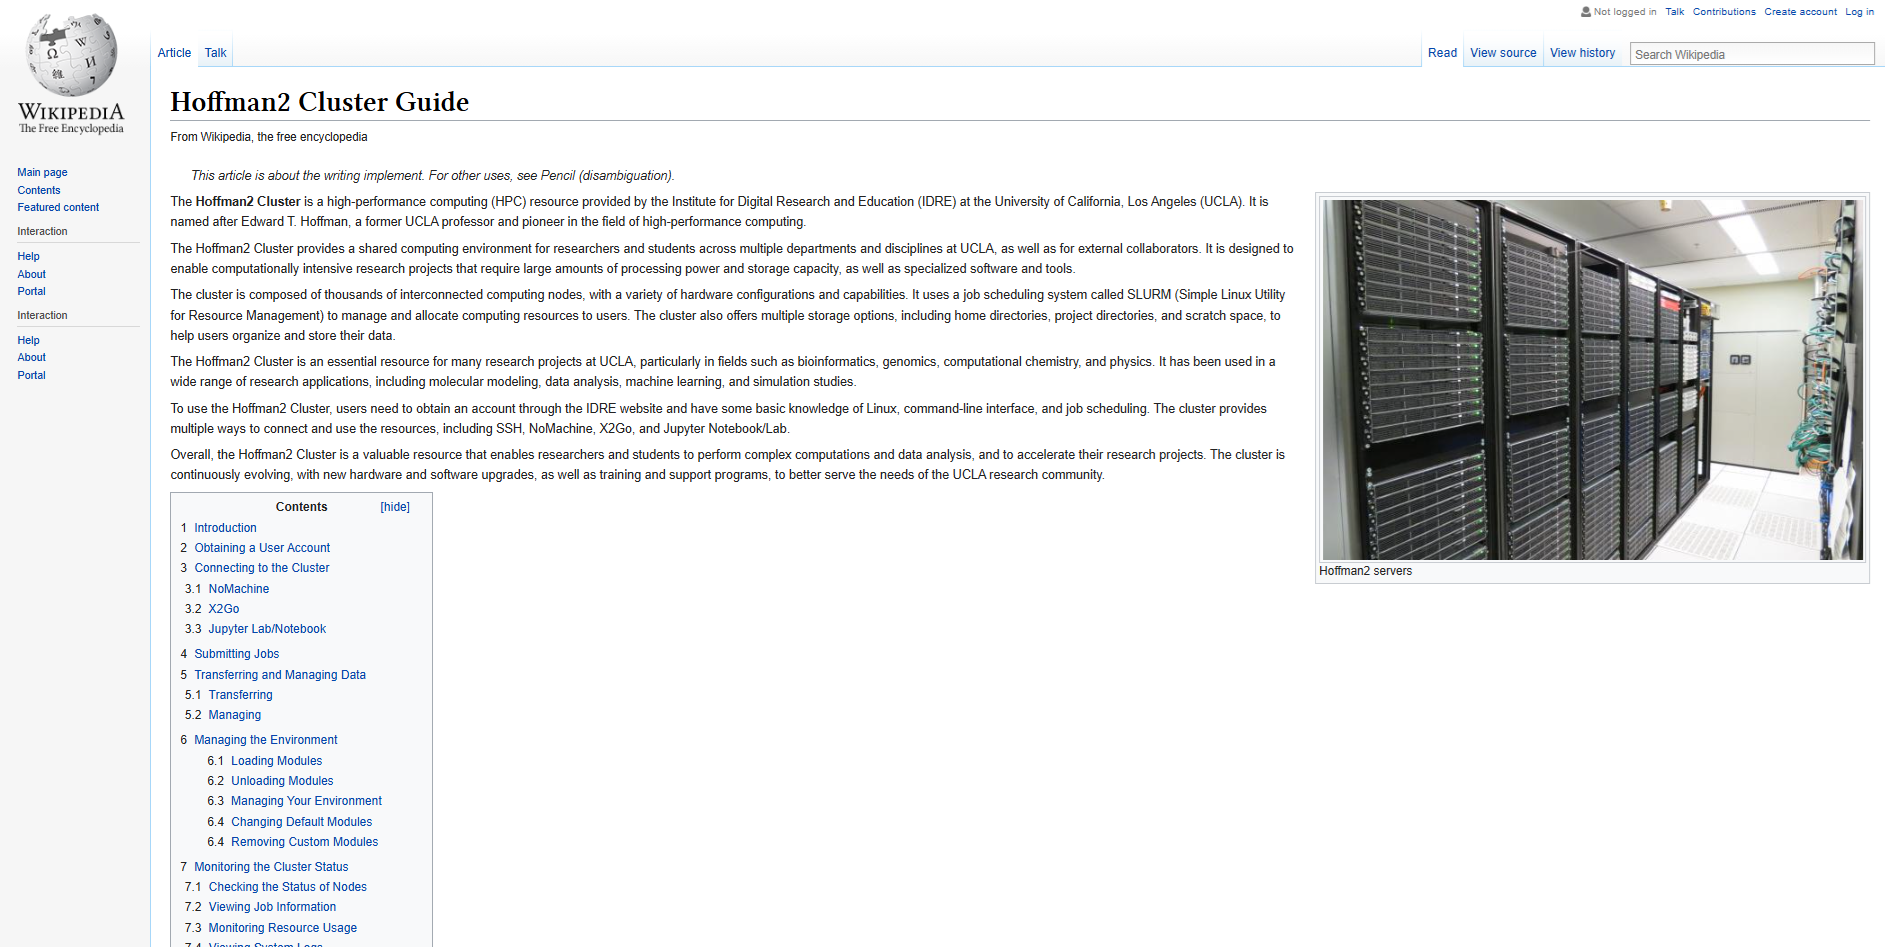 Not logged in Talk Contributions Create account Log in
Article Talk Read View source View history Search Wikipedia
WIKIPEDIA
The Free Encyclopedia
Main page
Contents
Featured content
Interaction
Help
About
Portal
Interaction
Help
About
Portal
Hoffman2 Cluster Guide
From Wikipedia, the free encyclopedia
This article is about the writing implement. For other uses, see Pencil (disambiguation).
The Hoffman2 Cluster is a high-performance computing (HPC) resource provided by the Institute for Digital Research and Education (IDRE) at the University of California, Los Angeles (UCLA). It is
named after Edward T. Hoffman, a former UCLA professor and pioneer in the field of high-performance computing.
The Hoffman2 Cluster provides a shared computing environment for researchers and students across multiple departments and disciplines at UCLA, as well as for external collaborators. It is designed to
enable computationally intensive research projects that require large amounts of processing power and storage capacity, as well as specialized software and tools.
The cluster is composed of thousands of interconnected computing nodes, with a variety of hardware configurations and capabilities. It uses a job scheduling system called SLURM (Simple Linux Utility
for Resource Management) to manage and allocate computing resources to users. The cluster also offers multiple storage options, including home directories, project directories, and scratch space, to
help users organize and store their data.
The Hoffman2 Cluster is an essential resource for many research projects at UCLA, particularly in fields such as bioinformatics, genomics, computational chemistry, and physics. It has been used in a
wide range of research applications, including molecular modeling, data analysis, machine learning, and simulation studies.
To use the Hoffman2 Cluster, users need to obtain an account through the IDRE website and have some basic knowledge of Linux, command-line interface, and job scheduling. The cluster provides
multiple ways to connect and use the resources, including SSH, NoMachine, X2Go, and Jupyter Notebook/Lab.
Overall, the Hoffman2 Cluster is a valuable resource that enables researchers and students to perform complex computations and data analysis, and to accelerate their research projects. The cluster is
continuously evolving, with new hardware and software upgrades, as well as training and support programs, to better serve the needs of the UCLA research community.
Hoffman2 servers
Contents [hide]
1 Introduction
2 Obtaining a User Account
3 Connecting to the Cluster
3.1 NoMachine
3.2 X2Go
3.3 Jupyter Lab/Notebook
4 Submitting Jobs
5 Transferring and Managing Data
5.1 Transferring
5.2 Managing
6 Managing the Environment
6.1 Loading Modules
6.2 Unloading Modules
6.3 Managing Your Environment
6.4 Changing Default Modules
6.4 Removing Custom Modules
7 Monitoring the Cluster Status
7.1 Checking the Status of Nodes
7.2 Viewing Job Information
7.3 Monitoring Resource Usage
7.4 Viewing System Logs